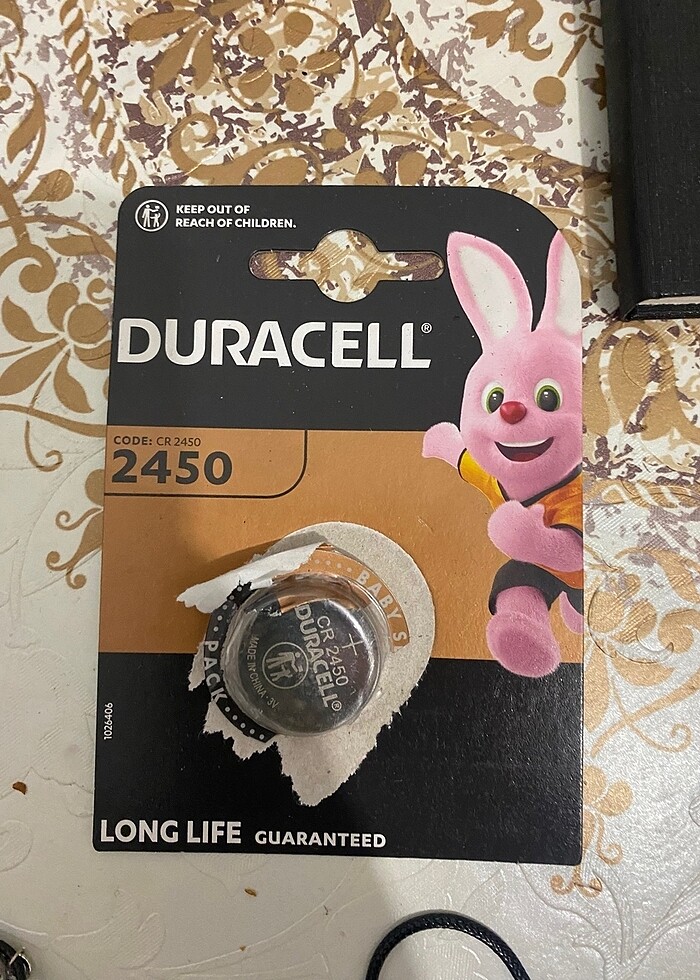 KEEP OUT OF
REACH OF CHILDREN.
DURACELL®
CODE: CR 2450
2450
BABY S
PACK
CR 2450
DURACELL®
MADE IN CHINA · 3V
+
1026406
LONG LIFE GUARANTEED